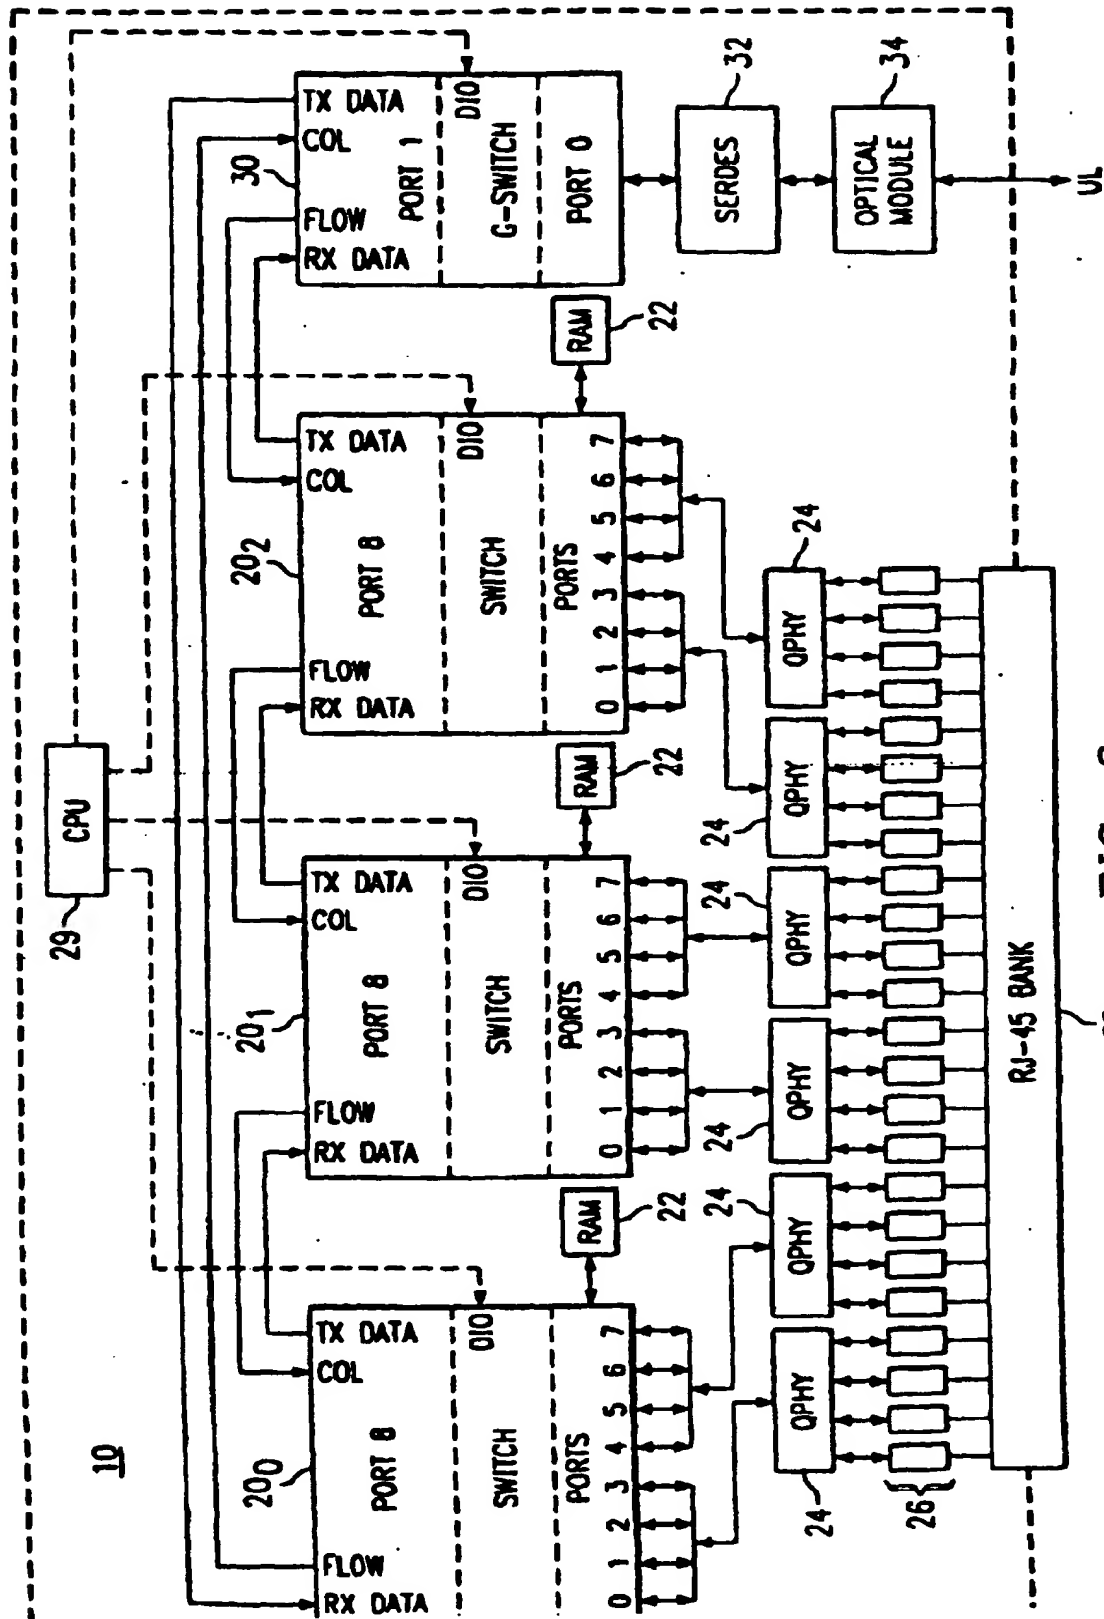 10
29
CPU
20₀
RX DATA
FLOW
COL
TX DATA
PORT 8
SWITCH
DIO
PORTS
0 1 2 3 4 5 6 7
RAM
22
20₁
RX DATA
FLOW
COL
TX DATA
PORT 8
SWITCH
DIO
PORTS
0 1 2 3 4 5 6 7
RAM
22
20₂
RX DATA
FLOW
COL
TX DATA
PORT 8
SWITCH
DIO
PORTS
0 1 2 3 4 5 6 7
RAM
22
30
RX DATA
FLOW
COL
TX DATA
PORT 1
G-SWITCH
DIO
PORT 0
SERDES
32
OPTICAL
MODULE
34
UL
24
QPHY
24
QPHY
24
QPHY
24
QPHY
24
QPHY
24
QPHY
26
RJ-45 BANK